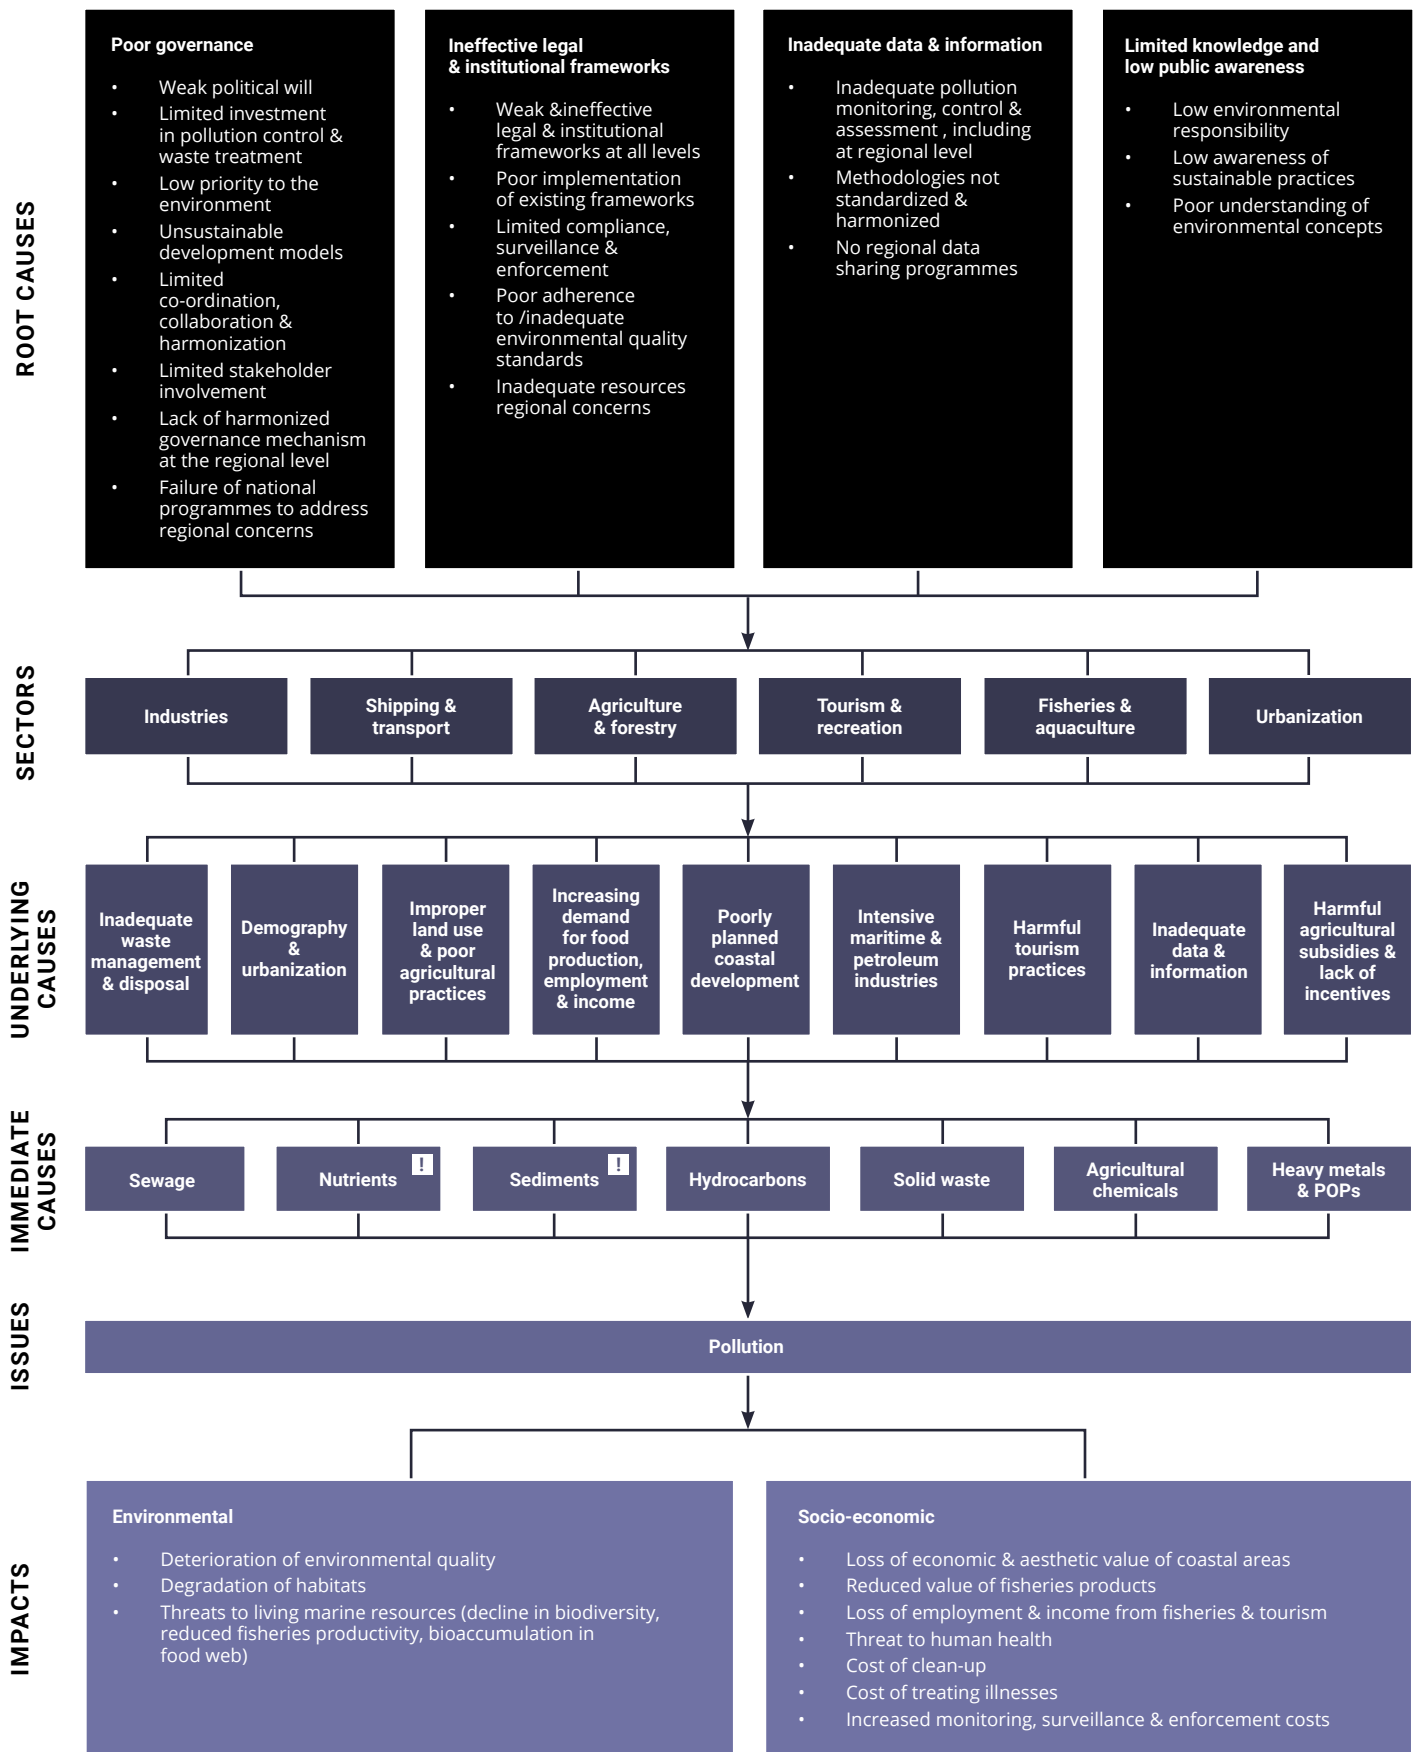 ROOT CAUSES
Poor governance
• Weak political will
• Limited investment
in pollution control &
waste treatment
• Low priority to the
environment
• Unsustainable
development models
• Limited
co-ordination,
collaboration &
harmonization
• Limited stakeholder
involvement
• Lack of harmonized
governance mechanism
at the regional level
• Failure of national
programmes to address
regional concerns
Ineffective legal
& institutional frameworks
• Weak &ineffective
legal & institutional
frameworks at all levels
• Poor implementation
of existing frameworks
• Limited compliance,
surveillance &
enforcement
• Poor adherence
to /inadequate
environmental quality
standards
• Inadequate resources
regional concerns
Inadequate data & information
• Inadequate pollution
monitoring, control &
assessment , including
at regional level
• Methodologies not
standardized &
harmonized
• No regional data
sharing programmes
Limited knowledge and
low public awareness
• Low environmental
responsibility
• Low awareness of
sustainable practices
• Poor understanding of
environmental concepts
SECTORS
Industries
Shipping &
transport
Agriculture
& forestry
Tourism &
recreation
Fisheries &
aquaculture
Urbanization
UNDERLYING
CAUSES
Inadequate
waste
management
& disposal
Demography
&
urbanization
Improper
land use
& poor
agricultural
practices
Increasing
demand
for food
production,
employment
& income
Poorly
planned
coastal
development
Intensive
maritime &
petroleum
industries
Harmful
tourism
practices
Inadequate
data &
information
Harmful
agricultural
subsidies &
lack of
incentives
IMMEDIATE
CAUSES
Sewage
Nutrients
!
Sediments
!
Hydrocarbons
Solid waste
Agricultural
chemicals
Heavy metals
& POPs
ISSUES
Pollution
IMPACTS
Environmental
• Deterioration of environmental quality
• Degradation of habitats
• Threats to living marine resources (decline in biodiversity,
reduced fisheries productivity, bioaccumulation in
food web)
Socio-economic
• Loss of economic & aesthetic value of coastal areas
• Reduced value of fisheries products
• Loss of employment & income from fisheries & tourism
• Threat to human health
• Cost of clean-up
• Cost of treating illnesses
• Increased monitoring, surveillance & enforcement costs